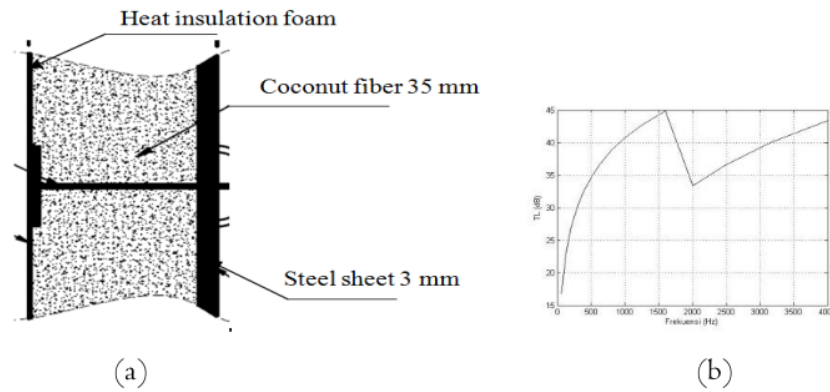 Heat insulation foam
Coconut fiber 35 mm
Steel sheet 3 mm
(a)
TL (dB)
45
40
35
30
25
20
15
0 500 1000 1500 2000 2500 3000 3500 400
Frekuensi (Hz)
(b)